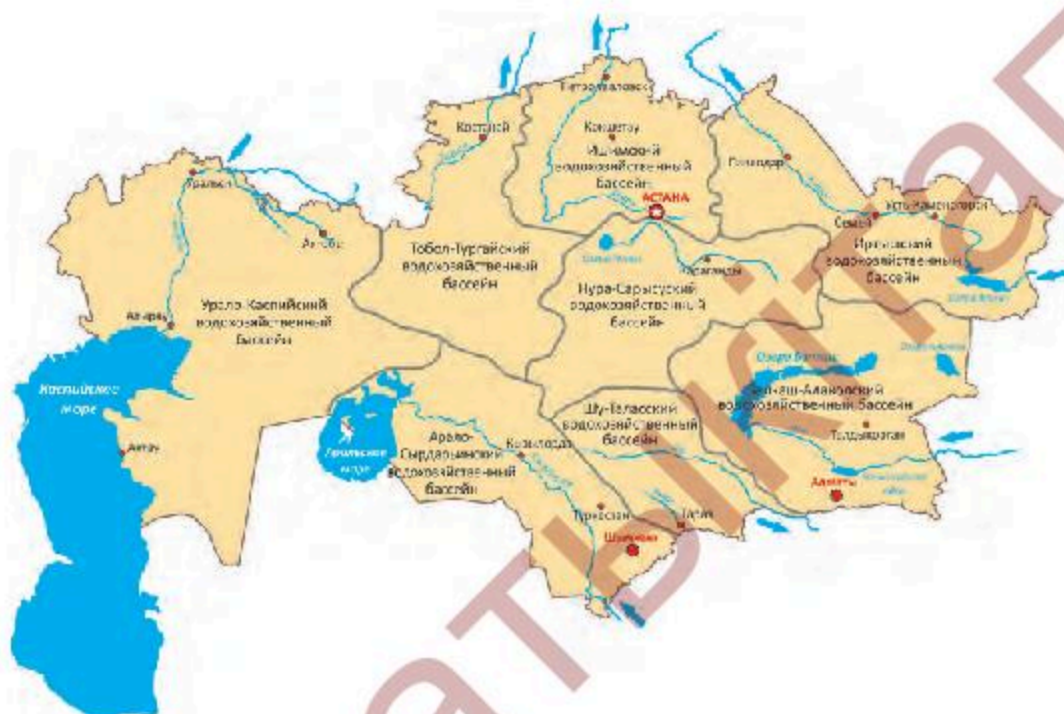 Петропавловск
Костанай
Кокшетау
Ишимский
водохозяйственный
бассейн
Павлодар
Уральск
АСТАНА
Семей
Усть-Каменогорск
Актобе
Тобол-Тургайский
водохозяйственный
бассейн
Караганды
Нура-Сарысуский
водохозяйственный
бассейн
Иртышский
водохозяйственный
бассейн
Урало-Каспийский
водохозяйственный
бассейн
Атырау
Каспийское
море
Озеро Балхаш
Балхаш-Алакольский
водохозяйственный бассейн
Шу-Таласский
водохозяйственный
бассейн
Талдыкорган
Актау
Аральское
море
Арало-
Сырдарьинский
водохозяйственный
бассейн
Кызылорда
Алматы
Туркестан
Тараз
Шымкент